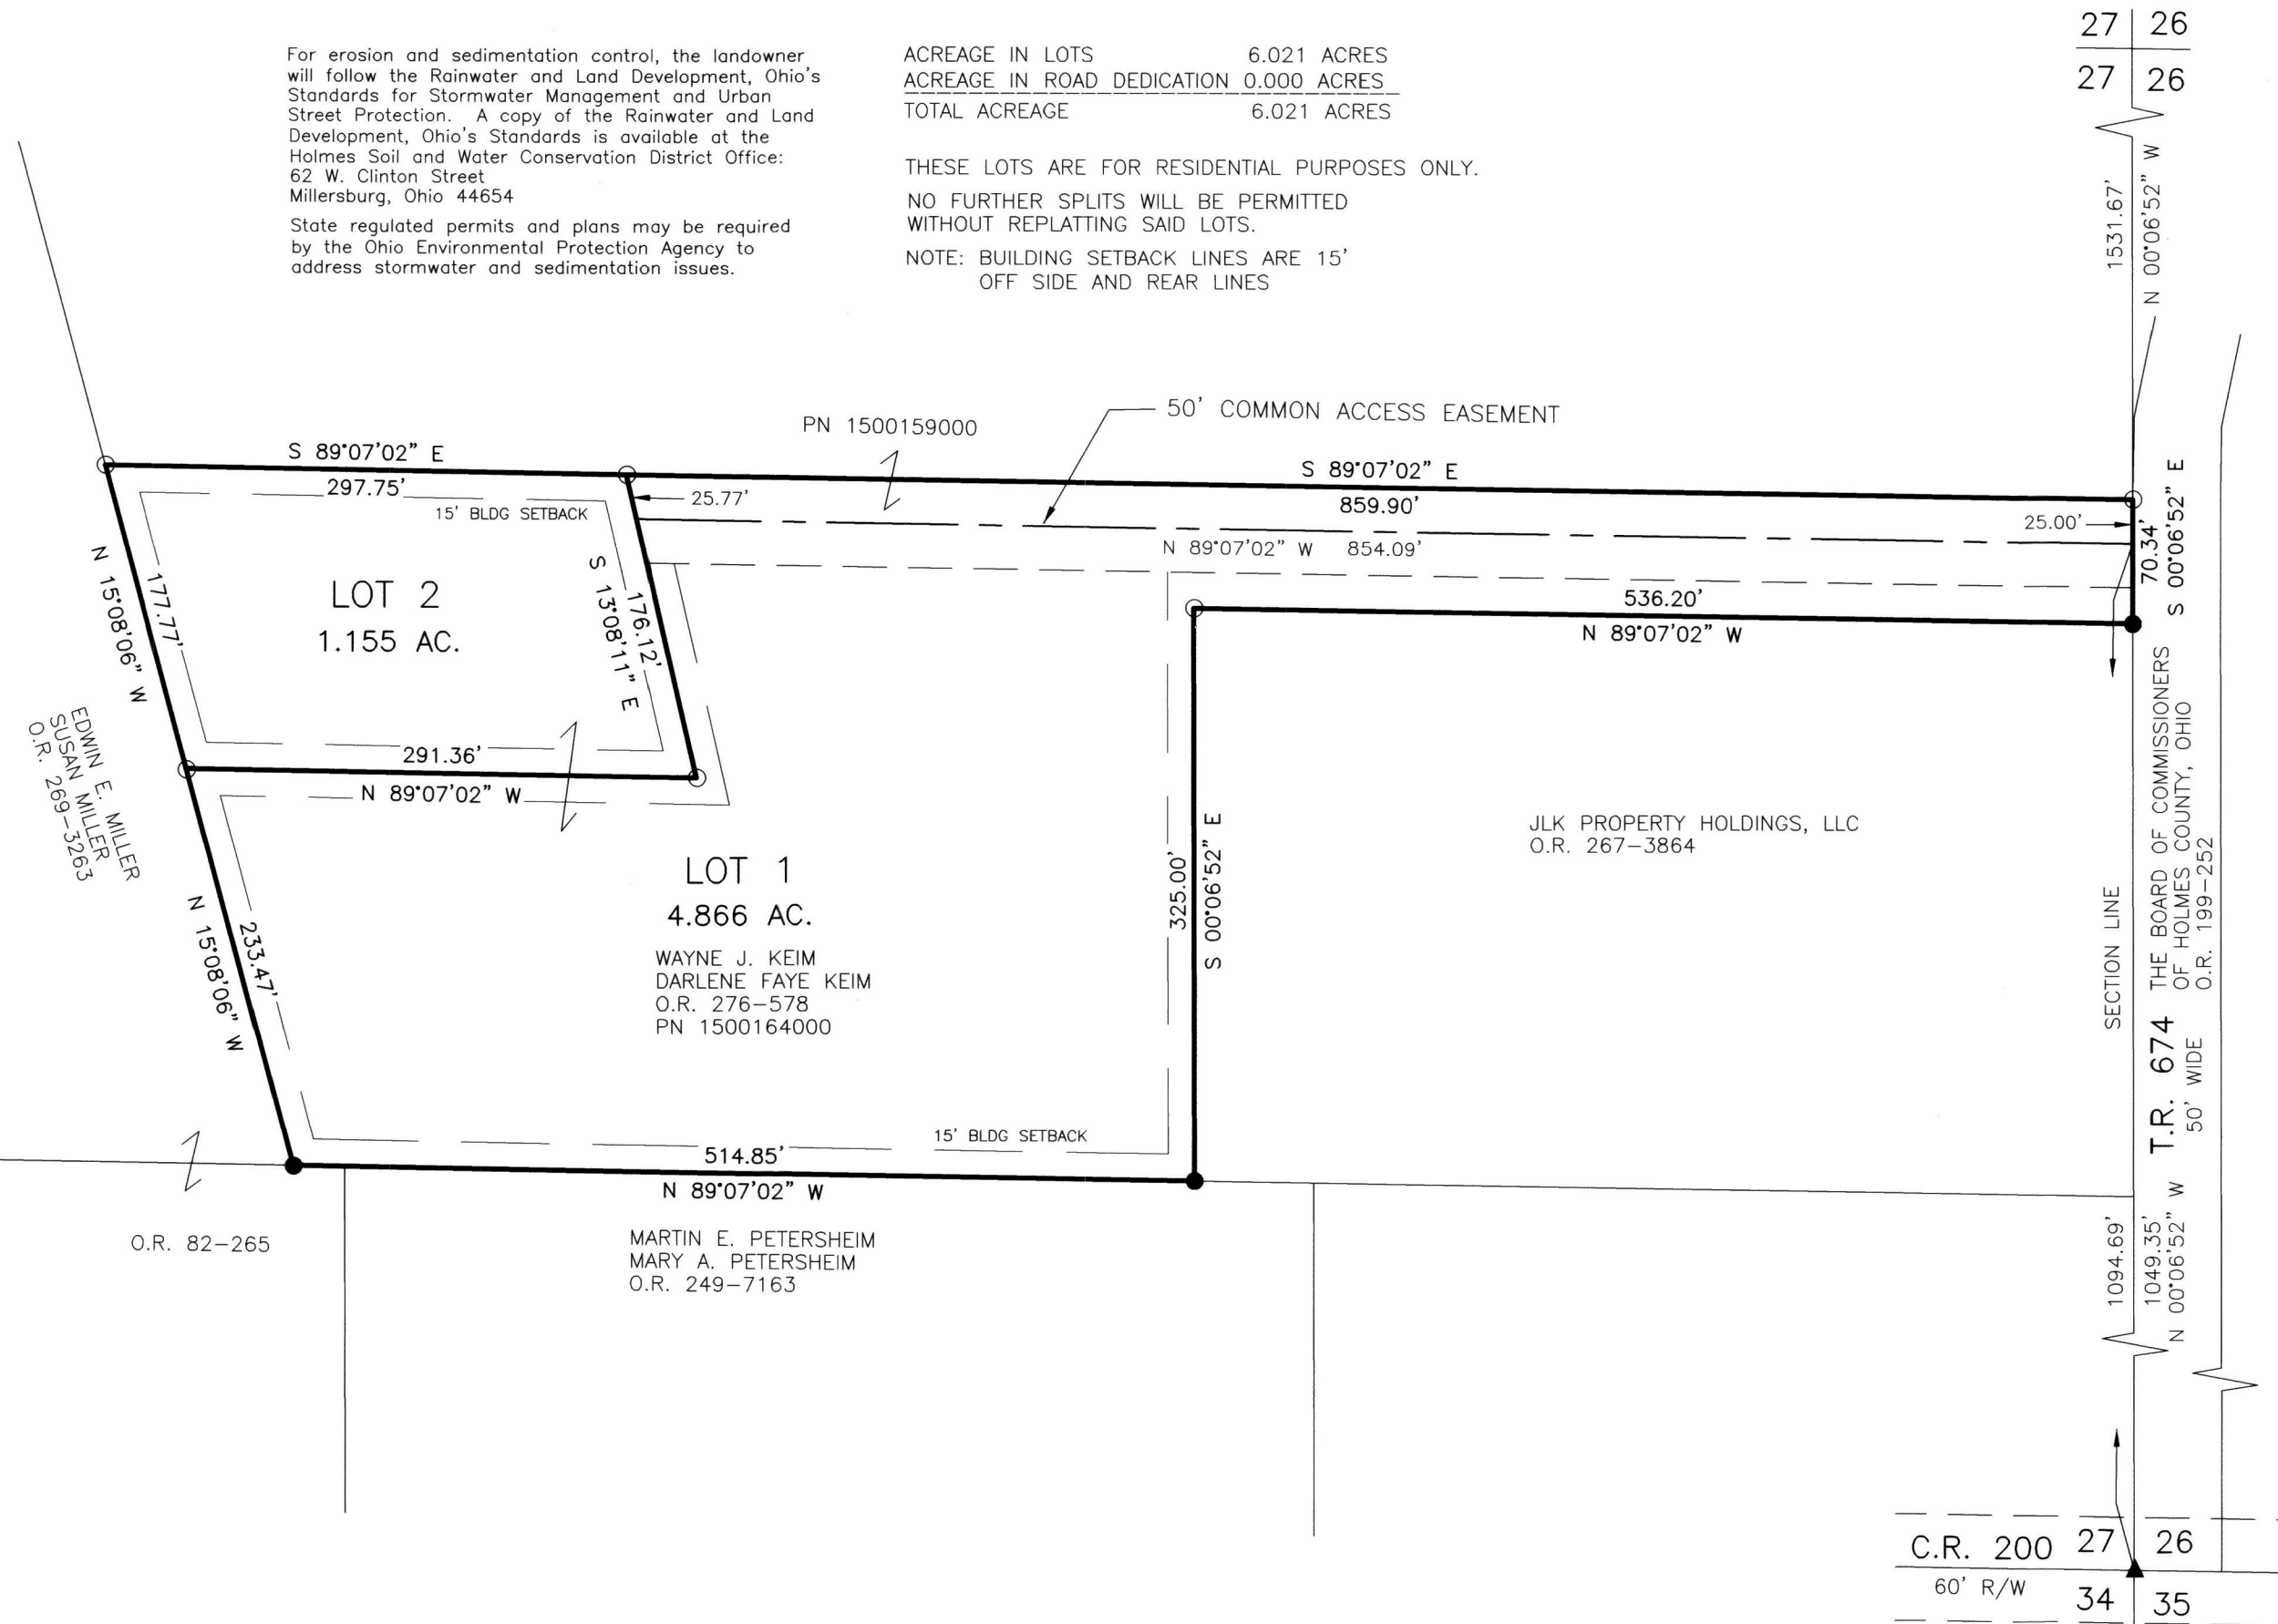 For erosion and sedimentation control, the landowner
will follow the Rainwater and Land Development, Ohio's
Standards for Stormwater Management and Urban
Street Protection. A copy of the Rainwater and Land
Development, Ohio's Standards is available at the
Holmes Soil and Water Conservation District Office:
62 W. Clinton Street
Millersburg, Ohio 44654
State regulated permits and plans may be required
by the Ohio Environmental Protection Agency to
address stormwater and sedimentation issues.
ACREAGE IN LOTS 6.021 ACRES
ACREAGE IN ROAD DEDICATION 0.000 ACRES
TOTAL ACREAGE 6.021 ACRES
THESE LOTS ARE FOR RESIDENTIAL PURPOSES ONLY.
NO FURTHER SPLITS WILL BE PERMITTED
WITHOUT REPLATTING SAID LOTS.
NOTE: BUILDING SETBACK LINES ARE 15'
OFF SIDE AND REAR LINES
27 26
27 26
1531.67'
N 00°06'52" W
50' COMMON ACCESS EASEMENT
PN 1500159000
S 89°07'02" E
297.75'
15' BLDG SETBACK
25.77'
S 89°07'02" E
859.90'
25.00'
N 89°07'02" W 854.09'
70.34'
S 00°06'52" E
536.20'
N 89°07'02" W
N 15°08'06" W
177.77'
LOT 2
1.155 AC.
176.12'
S 13°08'11" E
291.36'
N 89°07'02" W
EDWIN E. MILLER
SUSAN MILLER
O.R. 269-3263
N 15°08'06" W
233.47'
LOT 1
4.866 AC.
WAYNE J. KEIM
DARLENE FAYE KEIM
O.R. 276-578
PN 1500164000
325.00'
S 00°06'52" E
JLK PROPERTY HOLDINGS, LLC
O.R. 267-3864
SECTION LINE
THE BOARD OF COMMISSIONERS
OF HOLMES COUNTY, OHIO
O.R. 199-252
T.R. 674
50' WIDE
15' BLDG SETBACK
514.85'
N 89°07'02" W
O.R. 82-265
MARTIN E. PETERSHEIM
MARY A. PETERSHEIM
O.R. 249-7163
1094.69'
1049.35'
N 00°06'52" W
C.R. 200 27 26
60' R/W 34 35